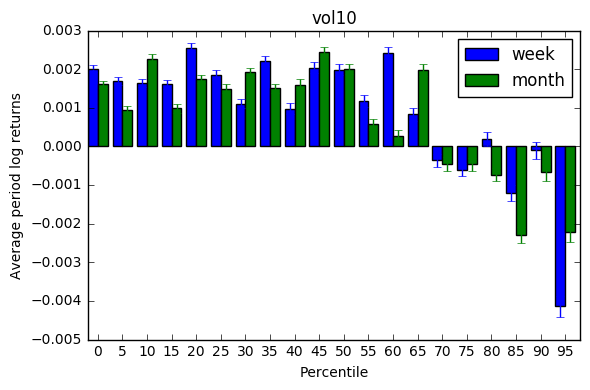 vol10
week
month
Average period log returns
0.003
0.002
0.001
0.000
−0.001
−0.002
−0.003
−0.004
−0.005
0 5 10 15 20 25 30 35 40 45 50 55 60 65 70 75 80 85 90 95
Percentile